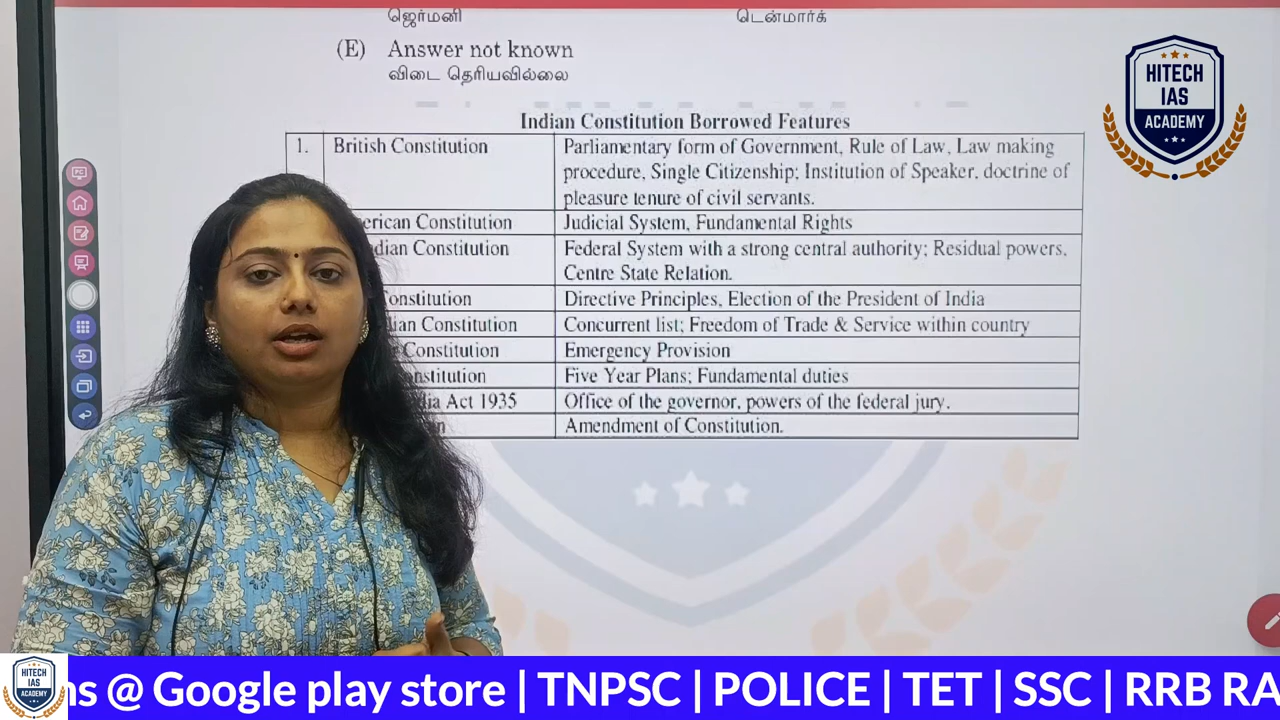 ஜெர்மனி டென்மார்க்
(E) Answer not known
விடை தெரியவில்லை
HITECH
IAS
ACADEMY
Indian Constitution Borrowed Features
1. British Constitution Parliamentary form of Government, Rule of Law, Law making
procedure, Single Citizenship; Institution of Speaker, doctrine of
pleasure tenure of civil servants.
erican Constitution Judicial System, Fundamental Rights
dian Constitution Federal System with a strong central authority; Residual powers,
Centre State Relation.
onstitution Directive Principles, Election of the President of India
ian Constitution Concurrent list; Freedom of Trade & Service within country
Constitution Emergency Provision
nstitution Five Year Plans; Fundamental duties
dia Act 1935 Office of the governor, powers of the federal jury.
Amendment of Constitution.
HITECH
IAS
ACADEMY
ns @ Google play store | TNPSC | POLICE | TET | SSC | RRB RA